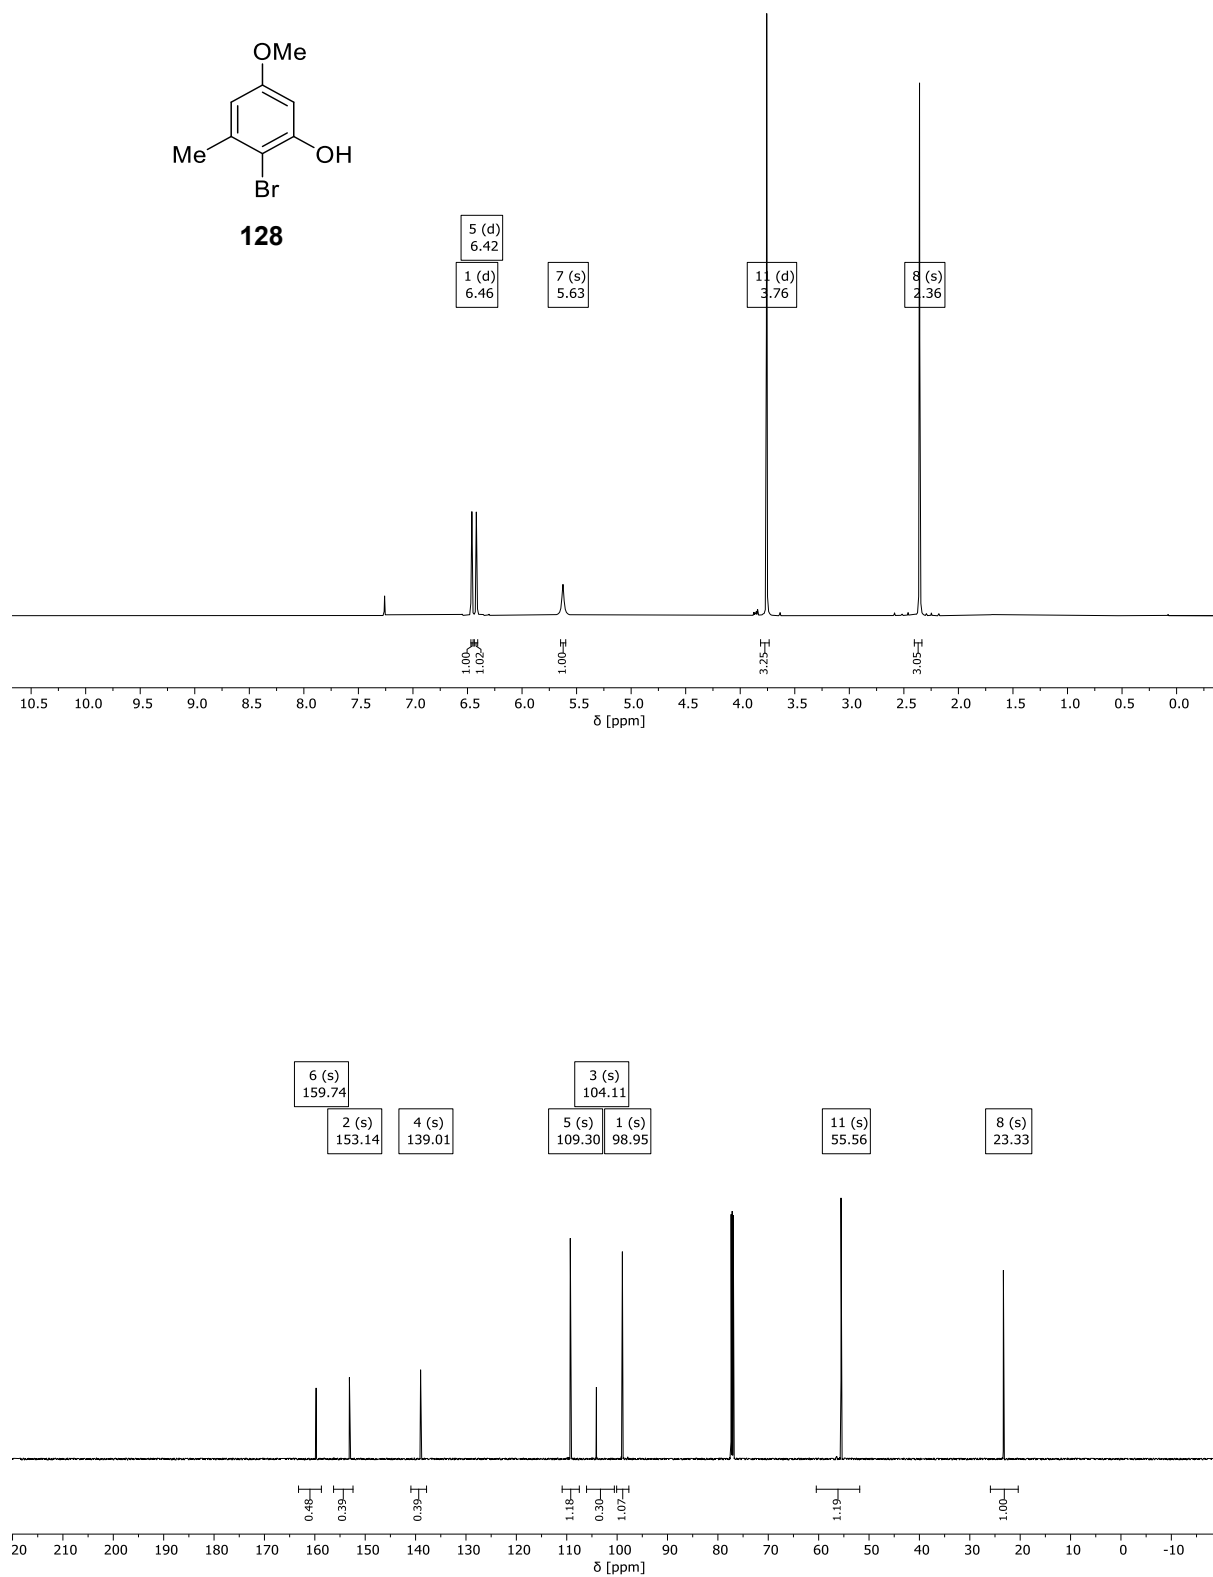 OMe
Me
OH
Br
128
5 (d)
6.42
1 (d)
6.46
7 (s)
5.63
11 (d)
3.76
8 (s)
2.36
1.00
1.02
1.00
3.25
3.05
10.5 10.0 9.5 9.0 8.5 8.0 7.5 7.0 6.5 6.0 5.5 5.0 4.5 4.0 3.5 3.0 2.5 2.0 1.5 1.0 0.5 0.0
δ [ppm]
6 (s)
159.74
3 (s)
104.11
2 (s)
153.14
4 (s)
139.01
5 (s)
109.30
1 (s)
98.95
11 (s)
55.56
8 (s)
23.33
0.48
0.39
0.39
1.18
0.30
1.07
1.19
1.00
20 210 200 190 180 170 160 150 140 130 120 110 100 90 80 70 60 50 40 30 20 10 0 -10
δ [ppm]